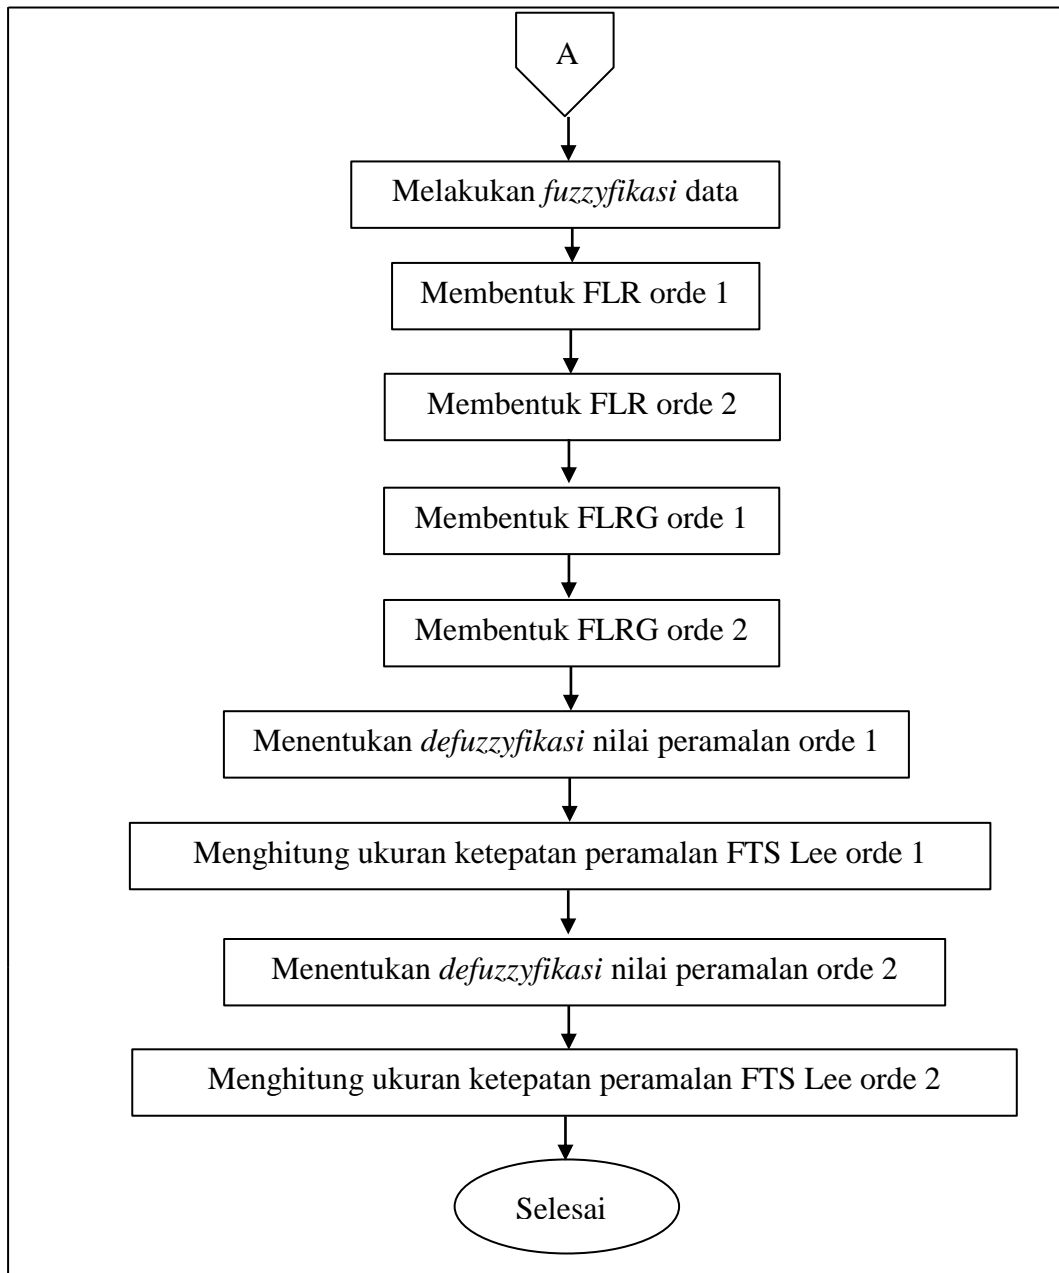 A
Melakukan fuzzyfikasi data
Membentuk FLR orde 1
Membentuk FLR orde 2
Membentuk FLRG orde 1
Membentuk FLRG orde 2
Menentukan defuzzyfikasi nilai peramalan orde 1
Menghitung ukuran ketepatan peramalan FTS Lee orde 1
Menentukan defuzzyfikasi nilai peramalan orde 2
Menghitung ukuran ketepatan peramalan FTS Lee orde 2
Selesai